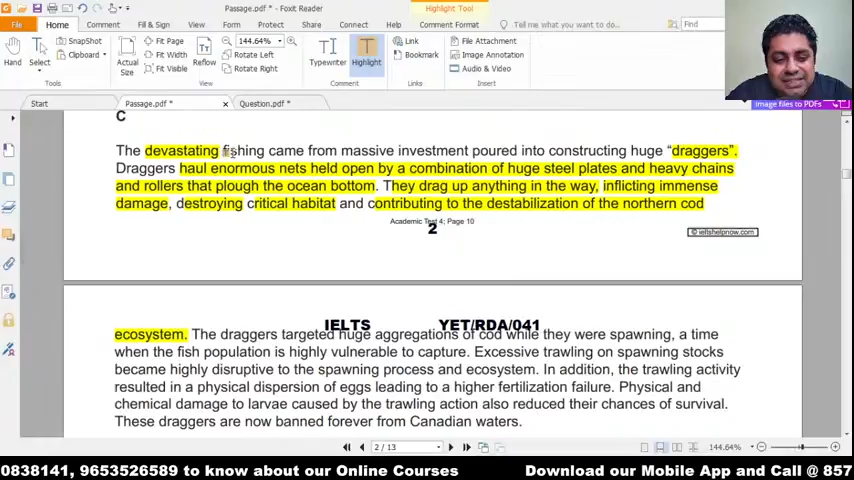 Passage.pdf * - Foxit Reader
Highlight Tool
File Home Comment Fill & Sign View Form Protect Share Connect Help Comment Format Tell me what you want to do... Find
Hand
Select
SnapShot
Clipboard
Tools
Actual Size
Fit Page
Fit Width
Fit Visible
Reflow
144.64%
Rotate Left
Rotate Right
View
Typewriter
Highlight
Comment
Link
Bookmark
Links
File Attachment
Image Annotation
Audio & Video
Insert
Image files to PDFs
Start Passage.pdf * Question.pdf *
C
The devastating fishing came from massive investment poured into constructing huge “draggers”.
Draggers haul enormous nets held open by a combination of huge steel plates and heavy chains
and rollers that plough the ocean bottom. They drag up anything in the way, inflicting immense
damage, destroying critical habitat and contributing to the destabilization of the northern cod
Academic Test 4; Page 10
2
© ieltshelpnow.com
IELTS YET/RDA/041
ecosystem. The draggers targeted huge aggregations of cod while they were spawning, a time
when the fish population is highly vulnerable to capture. Excessive trawling on spawning stocks
became highly disruptive to the spawning process and ecosystem. In addition, the trawling activity
resulted in a physical dispersion of eggs leading to a higher fertilization failure. Physical and
chemical damage to larvae caused by the trawling action also reduced their chances of survival.
These draggers are now banned forever from Canadian waters.
2 / 13
144.64%
0838141, 9653526589 to know about our Online Courses Download our Mobile App and Call @ 857